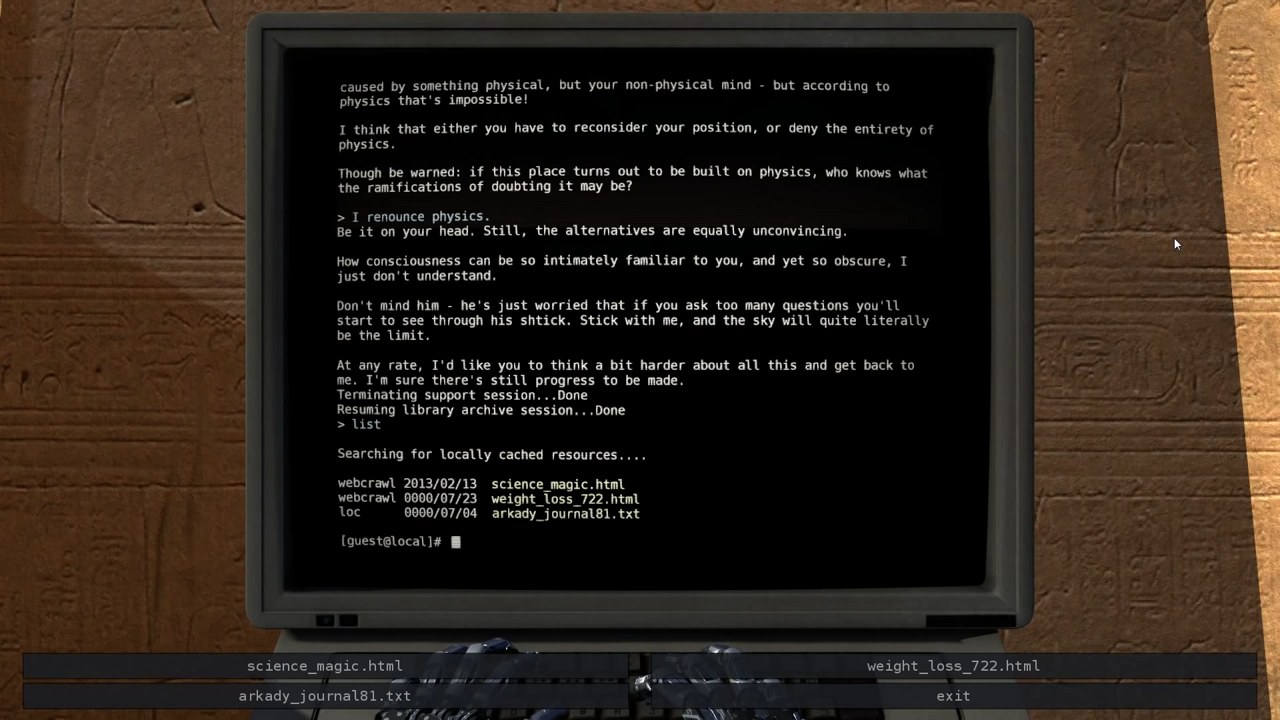 caused by something physical, but your non-physical mind - but according to
physics that's impossible!
I think that either you have to reconsider your position, or deny the entirety of
physics.
Though be warned: if this place turns out to be built on physics, who knows what
the ramifications of doubting it may be?
> I renounce physics.
Be it on your head. Still, the alternatives are equally unconvincing.
How consciousness can be so intimately familiar to you, and yet so obscure, I
just don't understand.
Don't mind him - he's just worried that if you ask too many questions you'll
start to see through his shtick. Stick with me, and the sky will quite literally
be the limit.
At any rate, I'd like you to think a bit harder about all this and get back to
me. I'm sure there's still progress to be made.
Terminating support session...Done
Resuming library archive session...Done
> list
Searching for locally cached resources....
webcrawl 2013/02/13 science_magic.html
webcrawl 0000/07/23 weight_loss_722.html
loc 0000/07/04 arkady_journal81.txt
[guest@local]#
science_magic.html weight_loss_722.html
arkady_journal81.txt exit